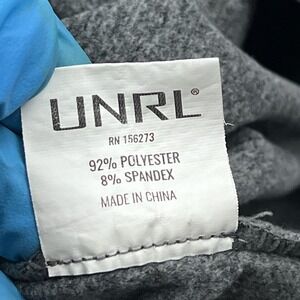 UNRL®
RN 156273
92% POLYESTER
8% SPANDEX
MADE IN CHINA